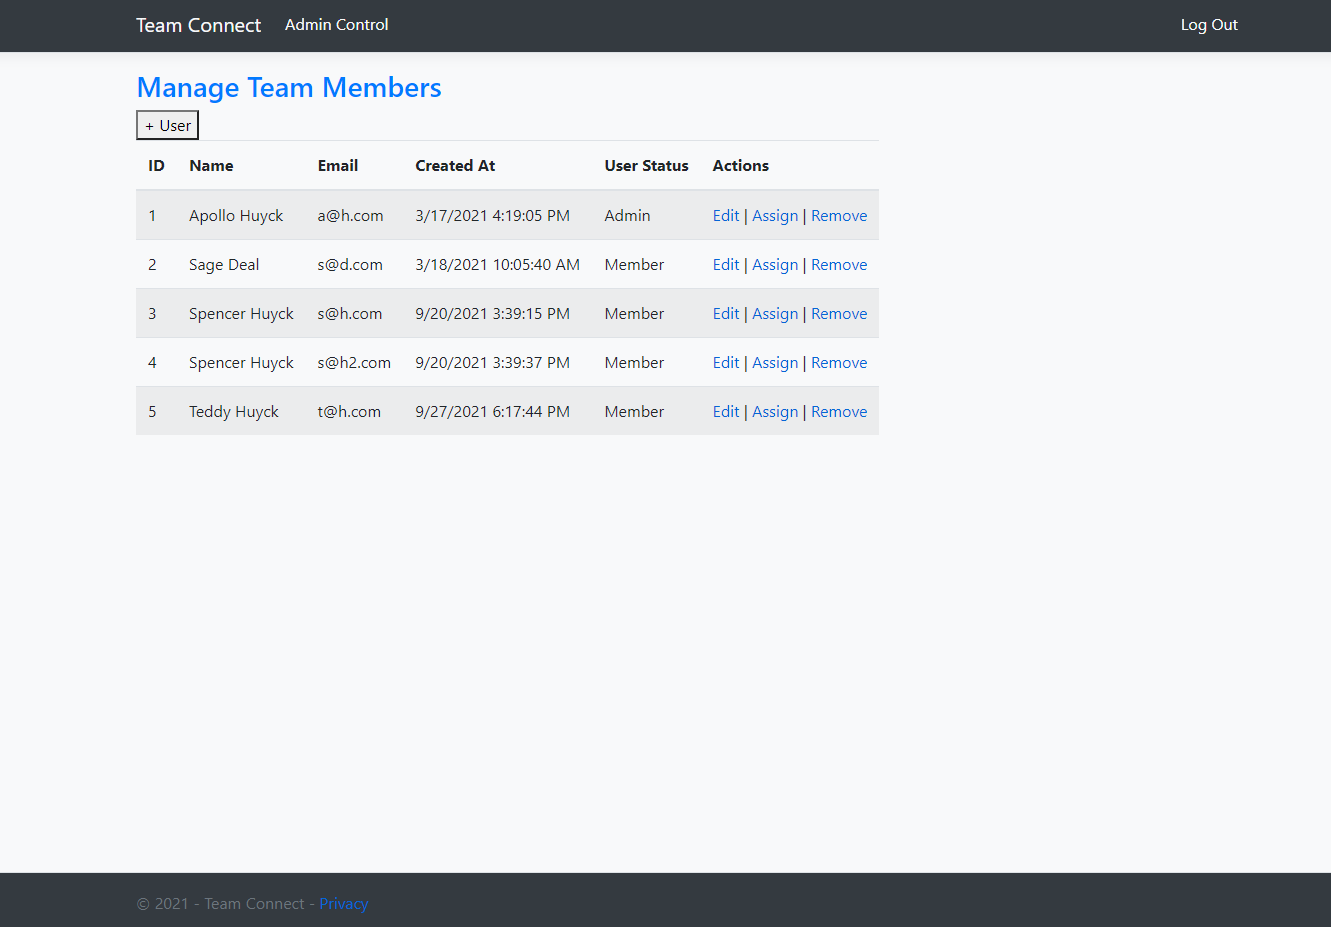 Team Connect Admin Control Log Out
Manage Team Members
+ User
ID Name Email Created At User Status Actions
1 Apollo Huyck a@h.com 3/17/2021 4:19:05 PM Admin Edit | Assign | Remove
2 Sage Deal s@d.com 3/18/2021 10:05:40 AM Member Edit | Assign | Remove
3 Spencer Huyck s@h.com 9/20/2021 3:39:15 PM Member Edit | Assign | Remove
4 Spencer Huyck s@h2.com 9/20/2021 3:39:37 PM Member Edit | Assign | Remove
5 Teddy Huyck t@h.com 9/27/2021 6:17:44 PM Member Edit | Assign | Remove
© 2021 - Team Connect - Privacy